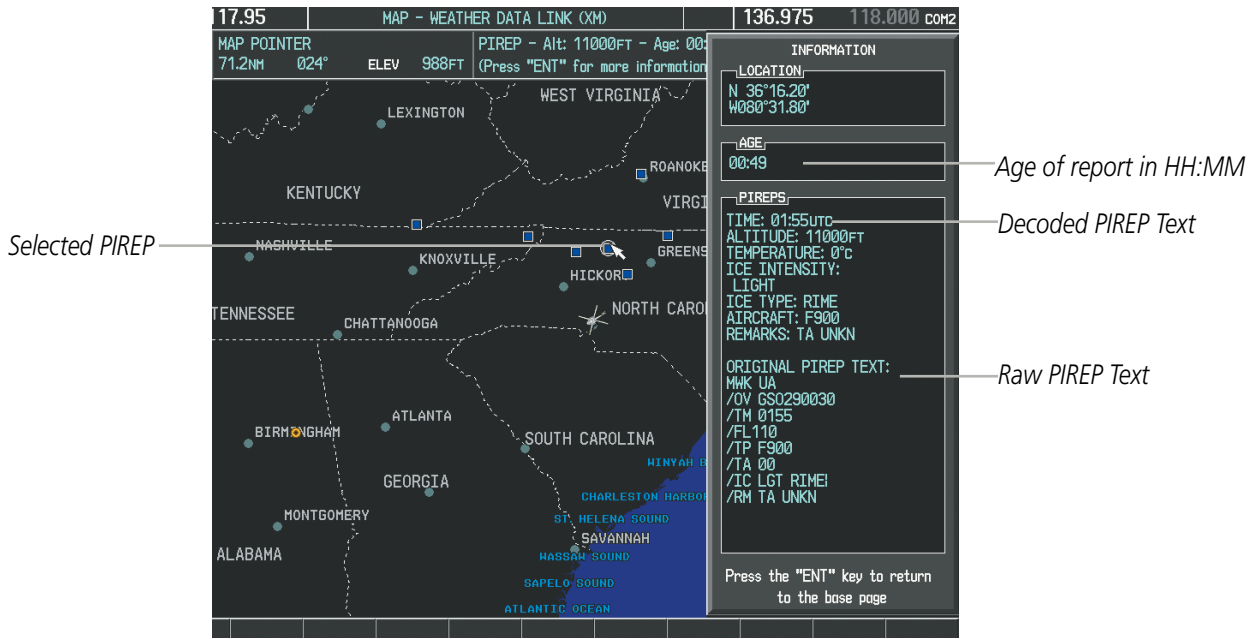 17.95
MAP - WEATHER DATA LINK (XM)
136.975
118.000 COM2
MAP POINTER
71.2NM 024° ELEV 988FT
PIREP - Alt: 11000FT - Age: 00:
(Press "ENT" for more information
INFORMATION
LOCATION
N 36°16.20'
W080°31.80'
AGE
00:49
Age of report in HH:MM
PIREPS
TIME: 01:55UTC
Decoded PIREP Text
ALTITUDE: 11000FT
TEMPERATURE: 0°C
ICE INTENSITY:
LIGHT
ICE TYPE: RIME
AIRCRAFT: F900
REMARKS: TA UNKN
ORIGINAL PIREP TEXT:
Raw PIREP Text
MWK UA
/OV GSO290030
/TM 0155
/FL110
/TP F900
/TA 00
/IC LGT RIME
/RM TA UNKN
Press the "ENT" key to return
to the base page
Selected PIREP
WEST VIRGINIA
LEXINGTON
ROANOKE
KENTUCKY
VIRGI
NASHVILLE
GREENS
KNOXVILLE
HICKOR
TENNESSEE
NORTH CARO
CHATTANOOGA
ATLANTA
BIRMINGHAM
SOUTH CAROLINA
WINYAH B
GEORGIA
CHARLESTON HARBOR
MONTGOMERY
ST. HELENA SOUND
SAVANNAH
ALABAMA
WASSAW SOUND
SAPELO SOUND
ATLANTIC OCEAN